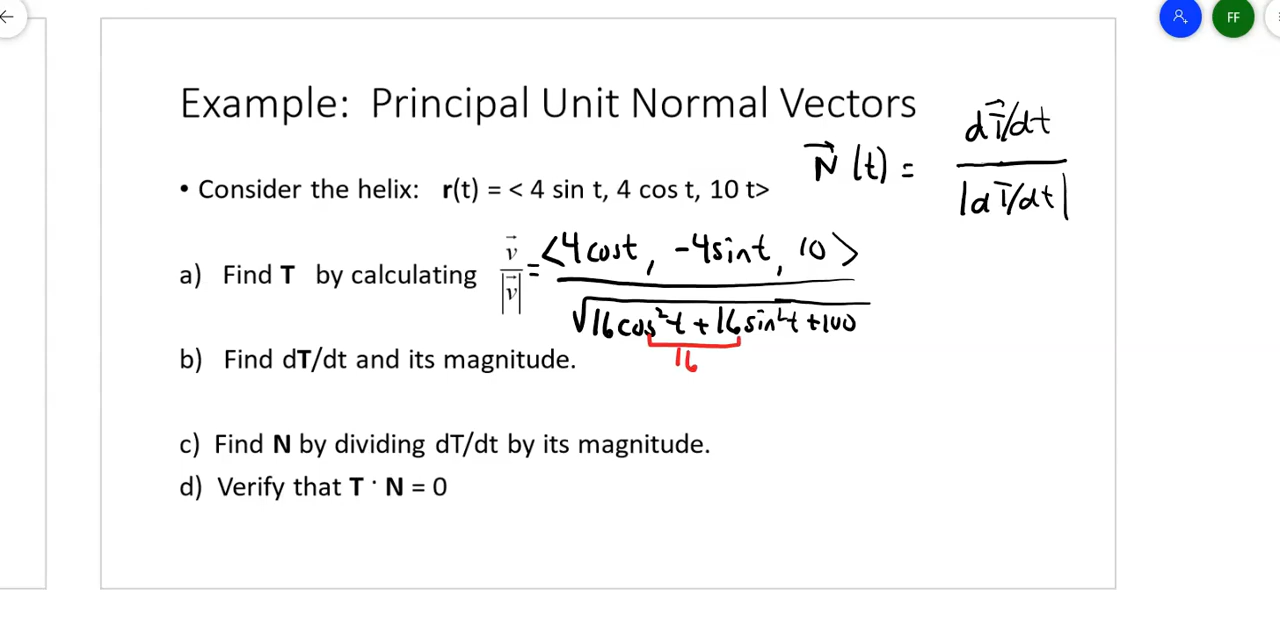 FF
Example: Principal Unit Normal Vectors
N⃗ (t) = dT⃗/dt / |dT⃗/dt|
• Consider the helix: r(t) = < 4 sin t, 4 cos t, 10 t>
a) Find T by calculating v⃗/|v⃗| = <4cost, -4sint, 10> / √16cos²t + 16sin²t + 100
16
b) Find dT/dt and its magnitude.
c) Find N by dividing dT/dt by its magnitude.
d) Verify that T · N = 0